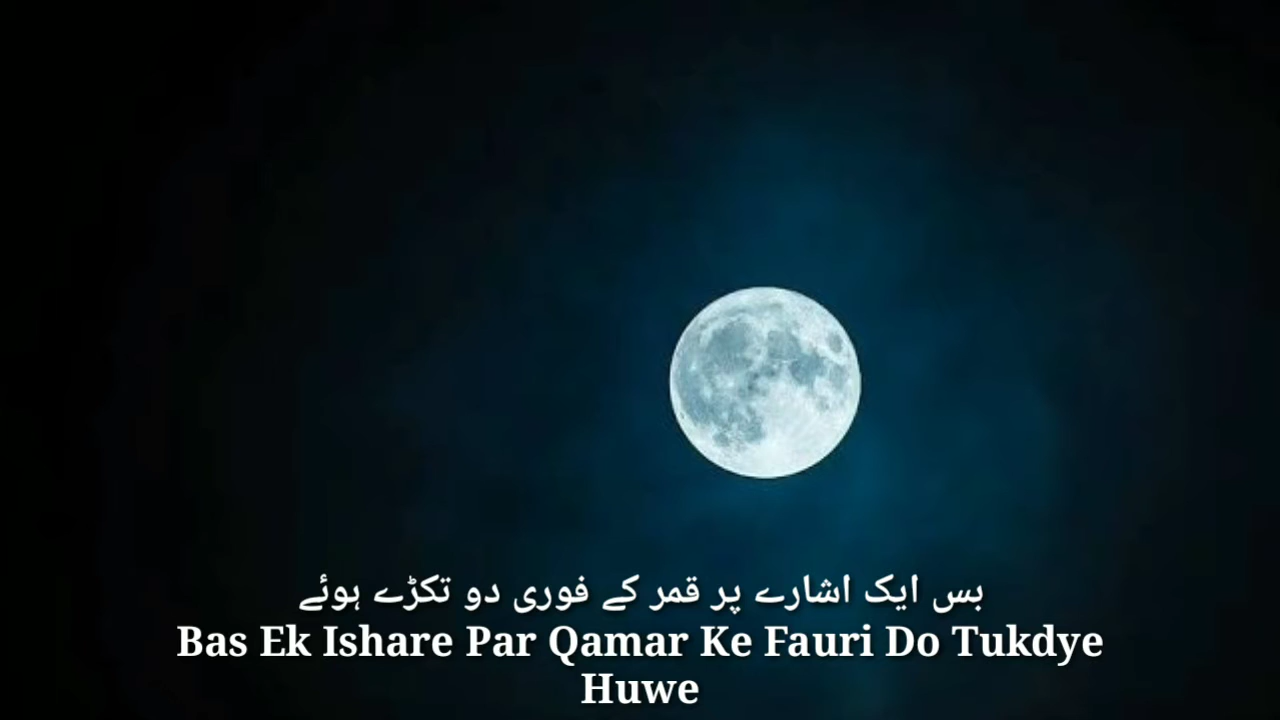 بس ایک اشارے پر قمر کے فوری دو تکڑے ہوئے
Bas Ek Ishare Par Qamar Ke Fauri Do Tukdye
Huwe